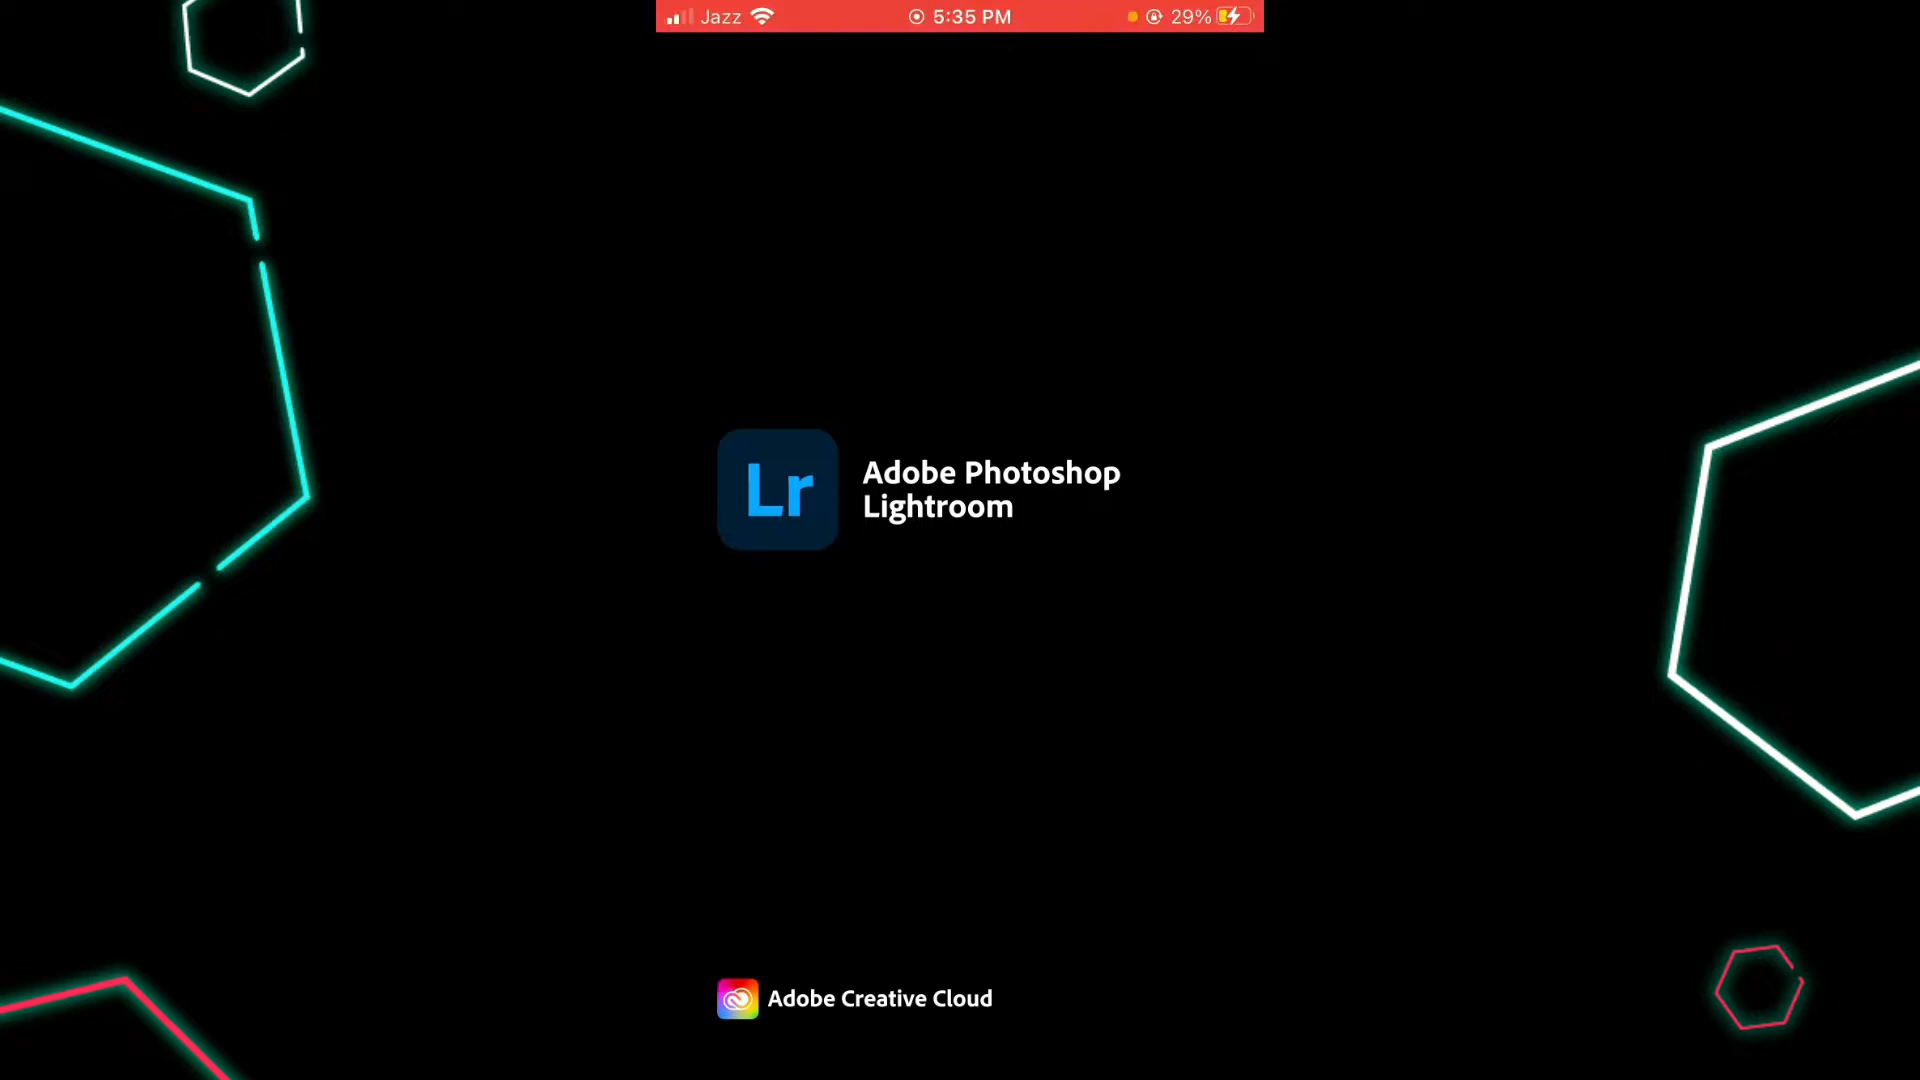 Jazz 5:35 PM 29%
Lr
Adobe Photoshop
Lightroom
Adobe Creative Cloud